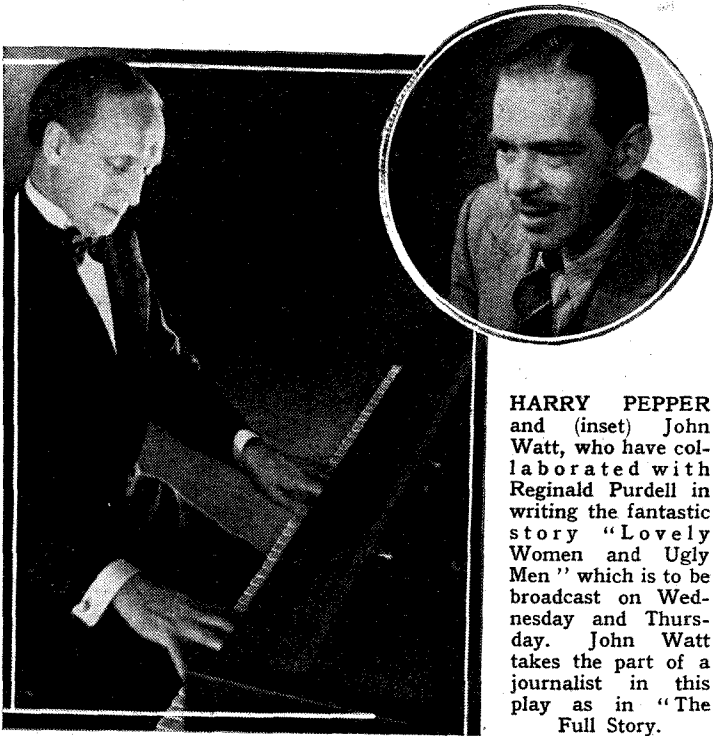 HARRY PEPPER
and (inset) John
Watt, who have col-
laborated with
Reginald Purdell in
writing the fantastic
story "Lovely
Women and Ugly
Men" which is to be
broadcast on Wed-
nesday and Thurs-
day. John Watt
takes the part of a
journalist in this
play as in "The
Full Story.